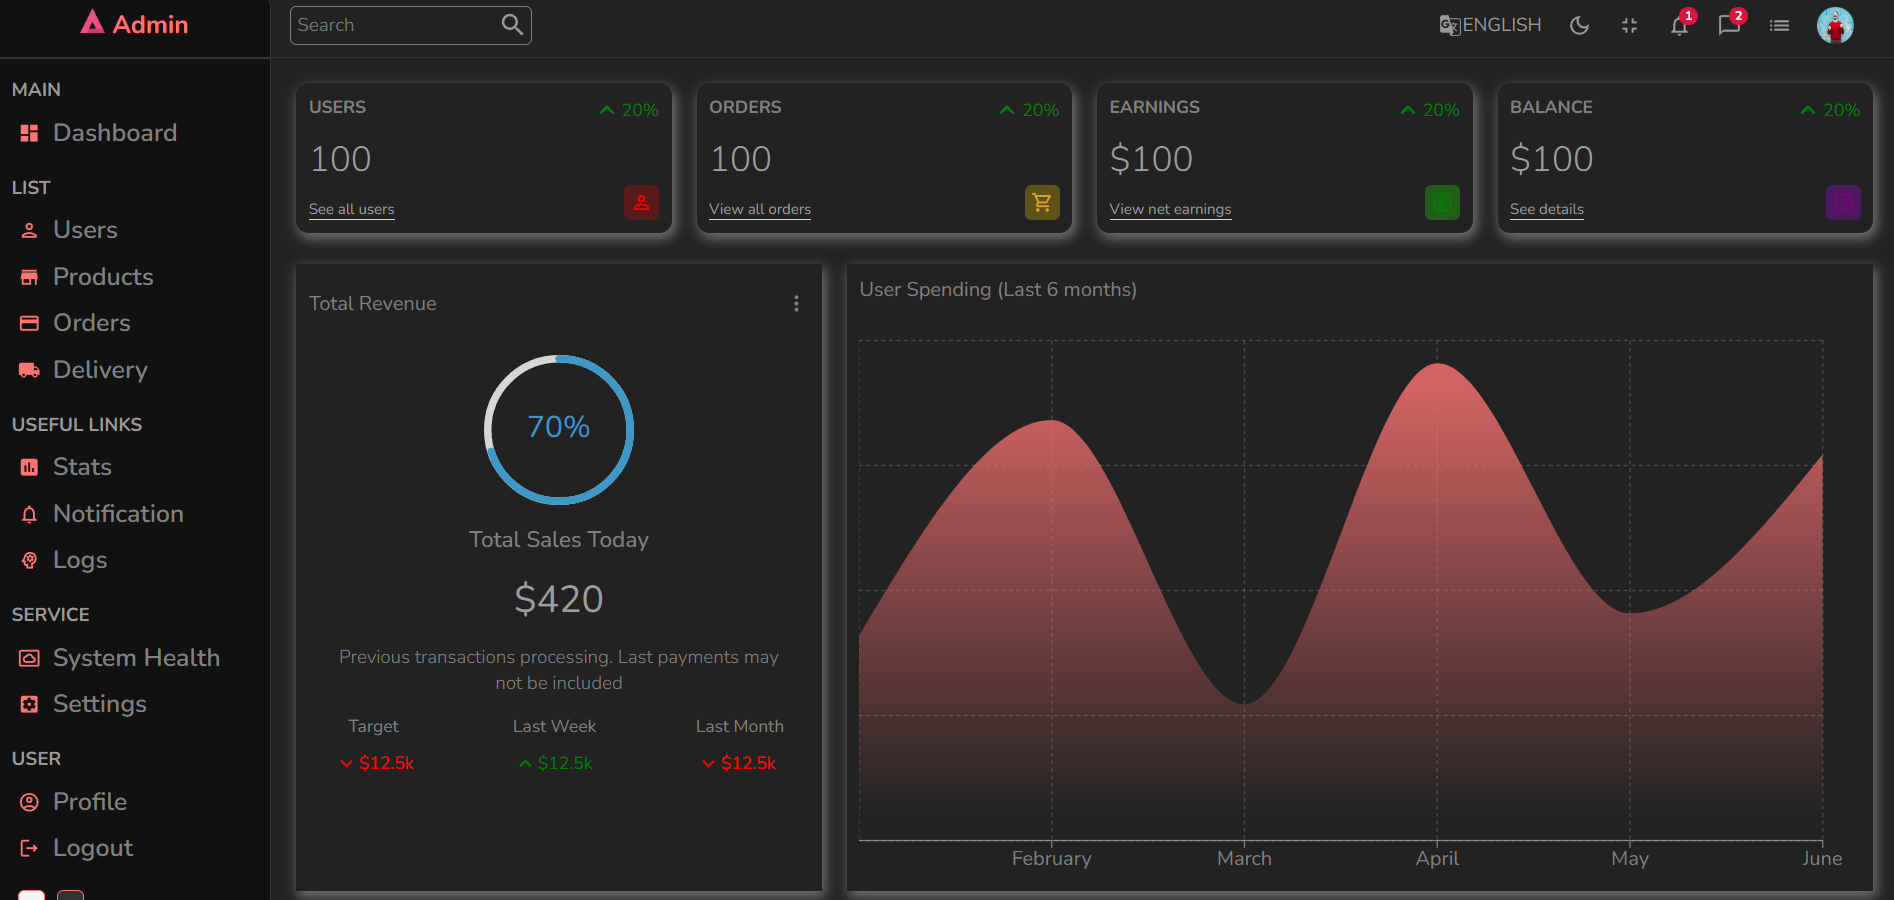 Admin
Search
ENGLISH
1
2
MAIN
Dashboard
LIST
Users
Products
Orders
Delivery
USEFUL LINKS
Stats
Notification
Logs
SERVICE
System Health
Settings
USER
Profile
Logout
USERS
20%
100
See all users
ORDERS
20%
100
View all orders
EARNINGS
20%
$100
View net earnings
BALANCE
20%
$100
See details
Total Revenue
70%
Total Sales Today
$420
Previous transactions processing. Last payments may
not be included
Target
Last Week
Last Month
$12.5k
$12.5k
$12.5k
User Spending (Last 6 months)
February
March
April
May
June